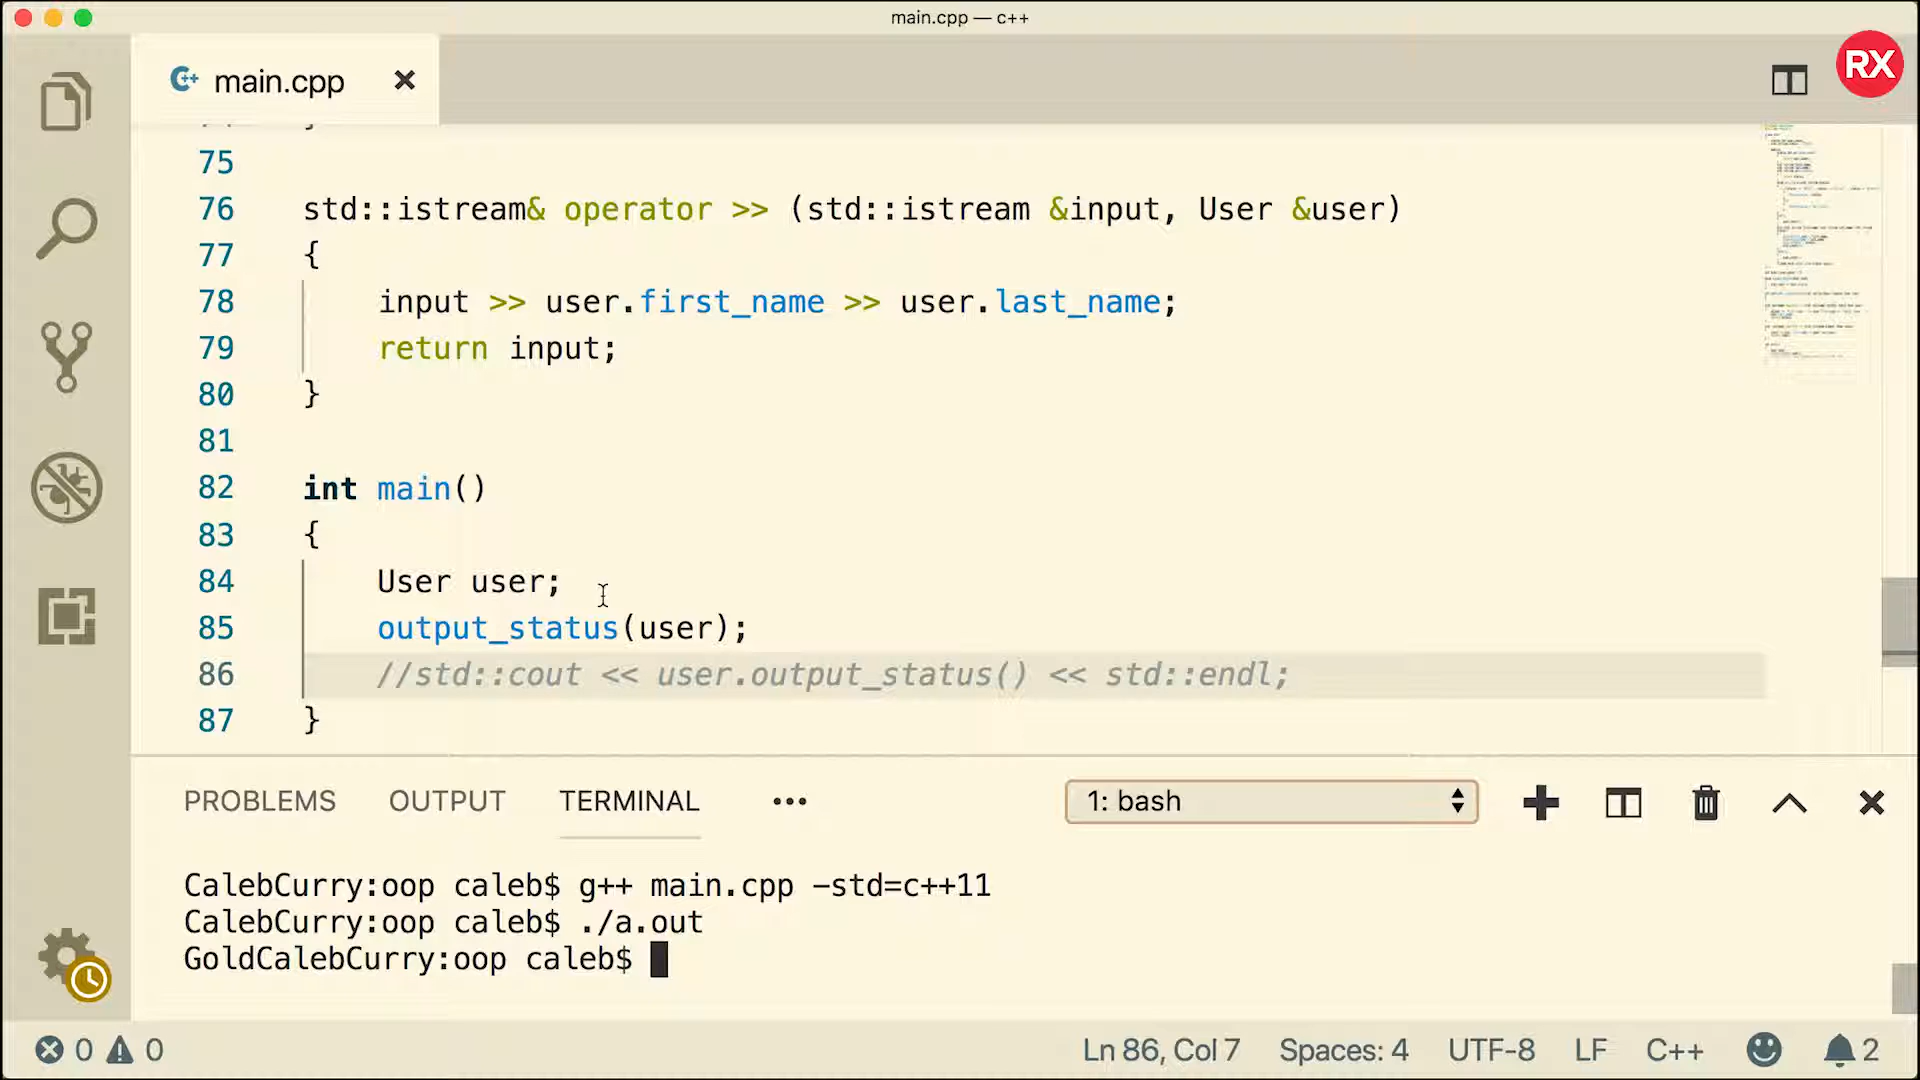 main.cpp — c++
RX
main.cpp
75
76 std::istream& operator >> (std::istream &input, User &user)
77 {
78 input >> user.first_name >> user.last_name;
79 return input;
80 }
81
82 int main()
83 {
84 User user;
85 output_status(user);
86 //std::cout << user.output_status() << std::endl;
87 }
PROBLEMS OUTPUT TERMINAL ••• 1: bash
CalebCurry:oop caleb$ g++ main.cpp -std=c++11
CalebCurry:oop caleb$ ./a.out
GoldCalebCurry:oop caleb$
0 0 Ln 86, Col 7 Spaces: 4 UTF-8 LF C++ 2